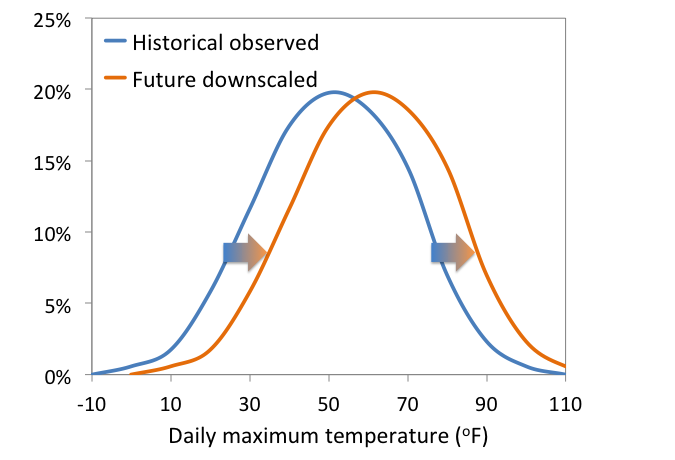 25%
Historical observed
Future downscaled
20%
15%
10%
5%
0%
-10 10 30 50 70 90 110
Daily maximum temperature (ºF)